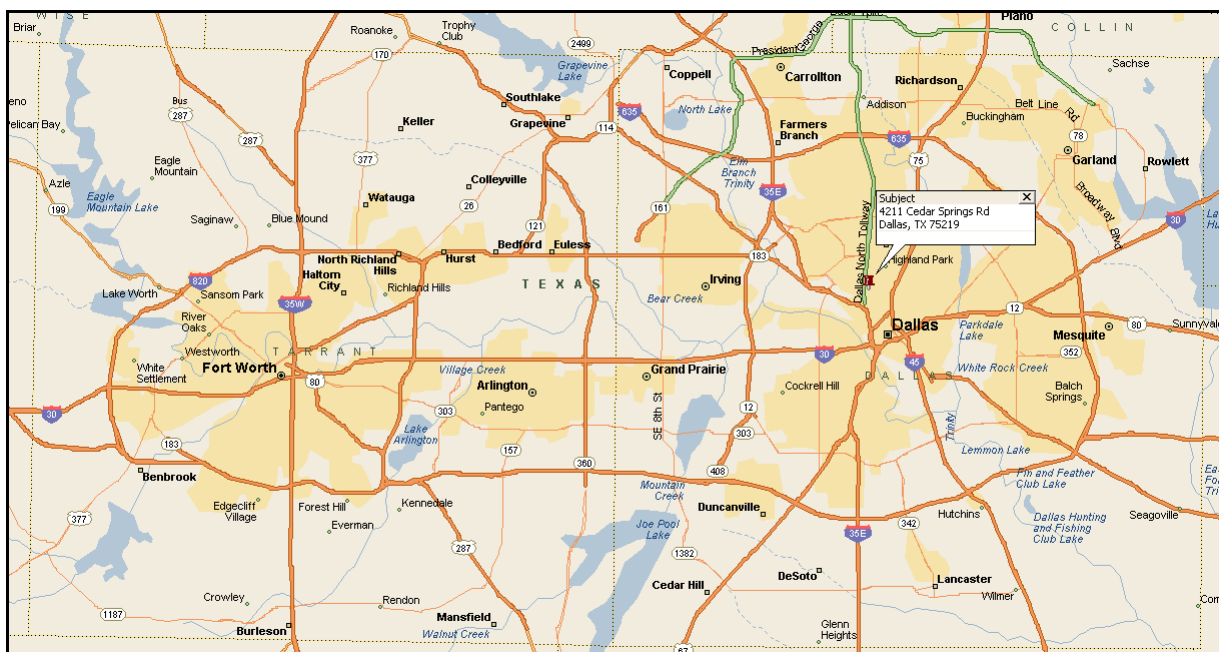 WISE
Briar
Roanoke
Trophy
Club
2499
170
Grapevine
Lake
President
George
Plano
COLLIN
Coppell
Carrollton
Richardson
Sachse
Bus
287
287
Pelican Bay
Southlake
Keller
Grapevine
114
635
North Lake
Addison
Belt Line
Rd
Buckingham
Farmers
Branch
635
78
75
Garland
Rowlett
377
Eagle
Mountain
Azle
199
Eagle
Mountain Lake
Colleyville
Watauga
26
Elm
Branch
Trinity
35E
161
Subject
4211 Cedar Springs Rd
Dallas, TX 75219
Broadway Blvd
30
Saginaw
Blue Mound
121
Bedford
Euless
North Richland
Hills
Hurst
183
Dallas North Tollway
Highland Park
820
Haltom
City
Richland Hills
TEXAS
Irving
Bear Creek
Lake Worth
Sansom Park
35W
12
12
River
Oaks
Dallas
Parkdale
Lake
Mesquite
80
Sunnyvale
TARRANT
Westworth
White
Settlement
Fort Worth
80
Village Creek
30
45
352
White Rock Creek
Arlington
Grand Prairie
Cockrell Hill
DALLAS
Balch
Springs
Pantego
30
303
SE 8th St
12
303
Trinity
Lake
Arlington
183
157
Lemmon Lake
Benbrook
360
408
Fin and Feather
Club Lake
Mountain
Creek
377
Edgecliff
Village
Forest Hill
Kennedale
Everman
Duncanville
Hutchins
Seagoville
342
Joe Pool
Lake
35E
Dallas Hunting
and Fishing
Club Lake
287
1382
DeSoto
Cedar Hill
Lancaster
Wilmer
Crowley
Rendon
1187
Burleson
Mansfield
Walnut Creek
Glenn
Heights
67